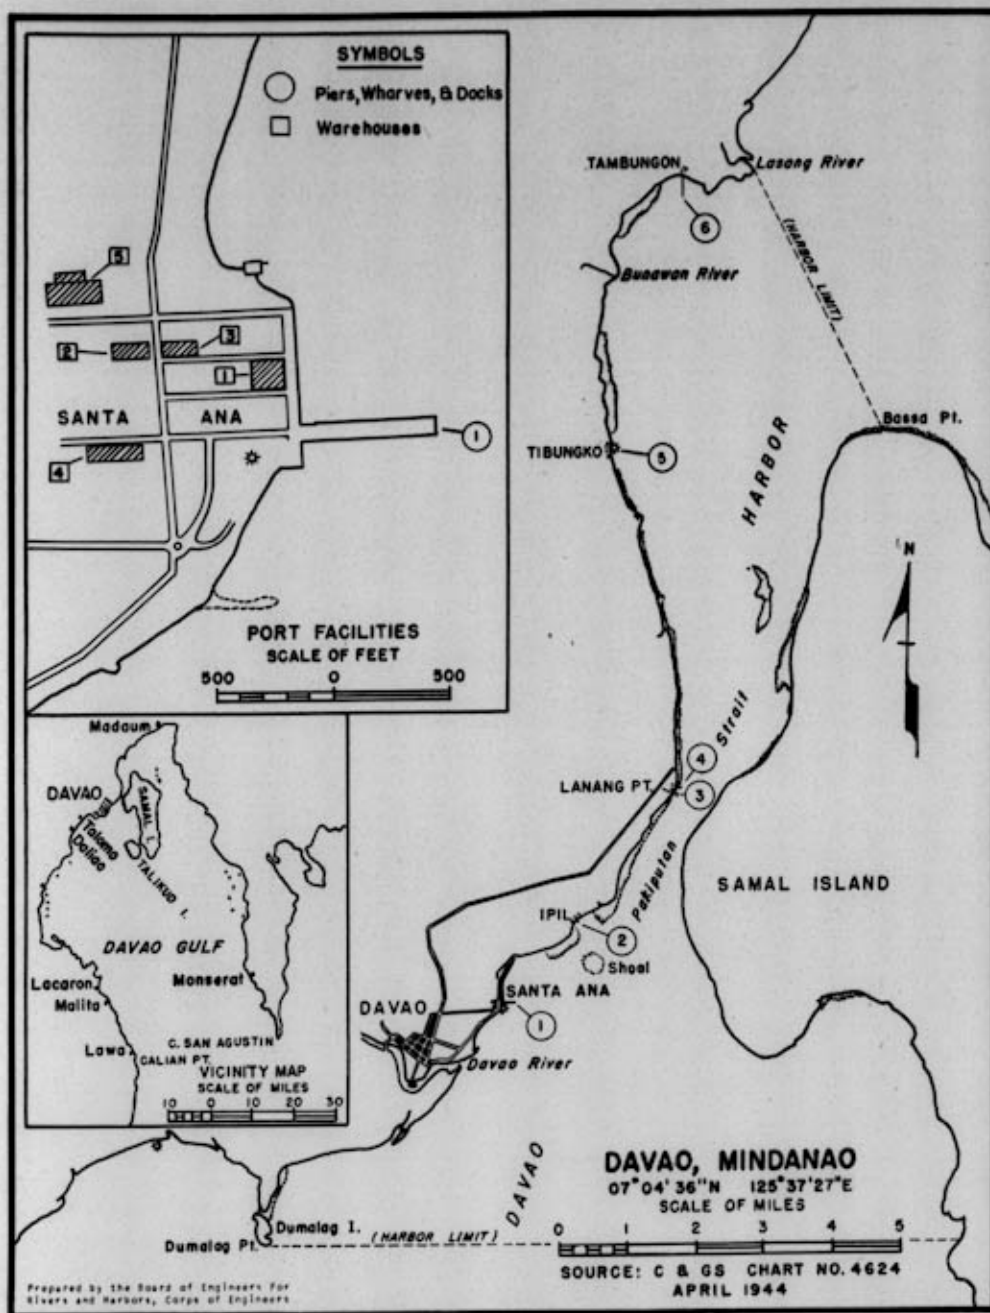 SYMBOLS
Piers, Wharves, & Docks
Warehouses
5
2
3
1
SANTA ANA
1
4
PORT FACILITIES
SCALE OF FEET
500 0 500
TAMBUNGON
Lasang River
6
(HARBOR LIMIT)
Bunawan River
Bassa Pt.
TIBUNGKO
5
HARBOR
N
Strait
4
LANANG PT.
3
Pakiputan
SAMAL ISLAND
IPIL
2
Shoal
SANTA ANA
DAVAO
1
Davao River
Madaum
DAVAO
SAMAL I.
Talomo
Daliao
TALIKUD I.
DAVAO GULF
Lacaron
Monserat
Malita
C. SAN AGUSTIN
Lawa
CALIAN PT.
VICINITY MAP
SCALE OF MILES
10 0 10 20 30
DAVAO
DAVAO, MINDANAO
07°04'36"N 125°37'27"E
SCALE OF MILES
0 1 2 3 4 5
Dumalag I.
Dumalag Pt.
(HARBOR LIMIT)
SOURCE: C & GS CHART NO. 4624
APRIL 1944
Prepared by the Board of Engineers For
Rivers and Harbors, Corps of Engineers